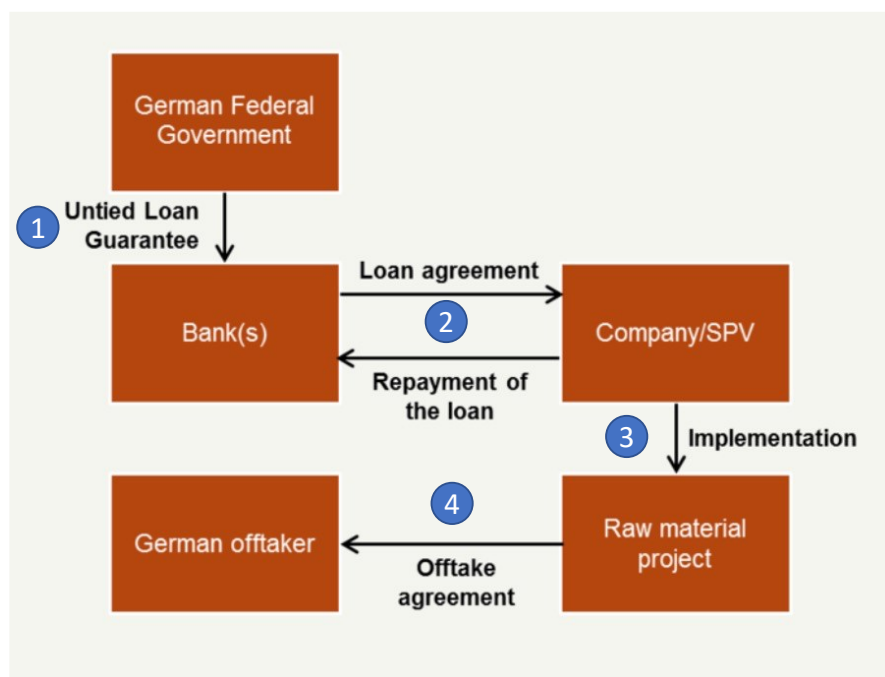 German Federal
Government
1
Untied Loan
Guarantee
Loan agreement
Bank(s)
2
Company/SPV
Repayment of
the loan
3
Implementation
4
German offtaker
Raw material
project
Offtake
agreement